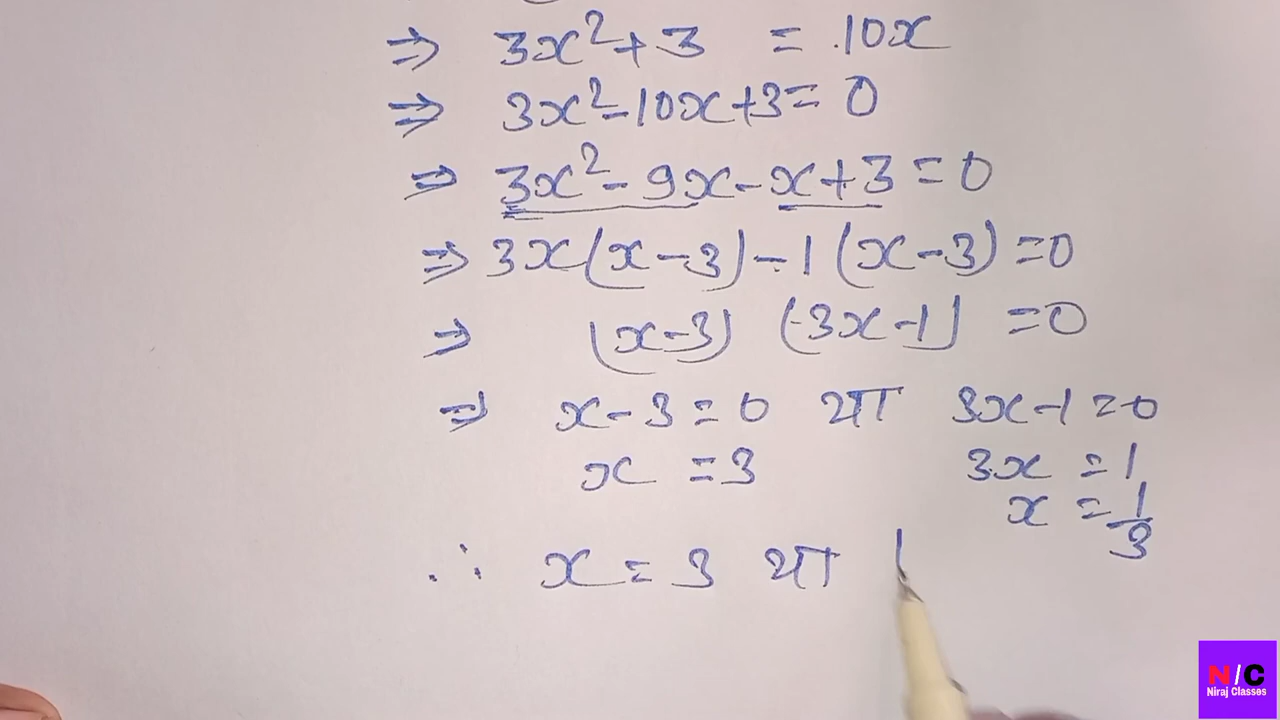 ⇒ 3x²+3 = 10x
⇒ 3x²-10x+3=0
⇒ 3x²-9x-x+3=0
⇒ 3x(x-3)-1(x-3)=0
⇒ (x-3) (3x-1) =0
⇒ x-3=0 या 3x-1=0
x =3 3x =1
x =1/3
∴ x=3 या
N/C
Niraj Classes